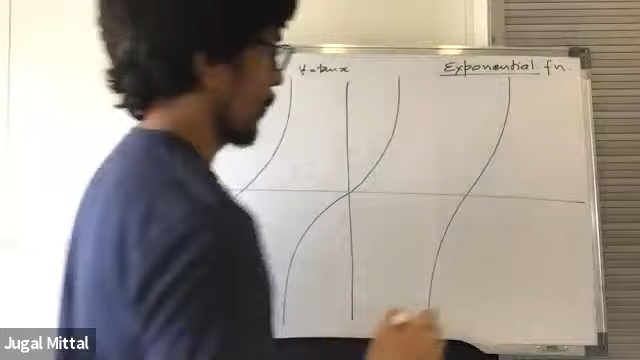 y = tan x
Exponential fn.
Jugal Mittal